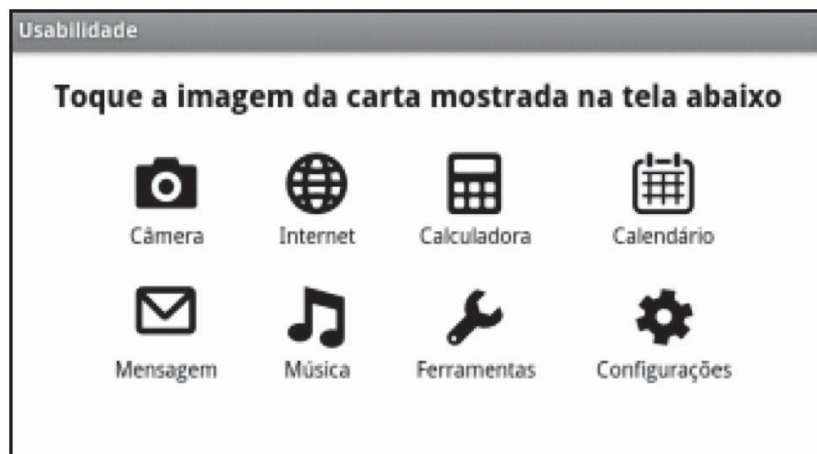 Usabilidade
Toque a imagem da carta mostrada na tela abaixo
Câmera Internet Calculadora Calendário
Mensagem Música Ferramentas Configurações